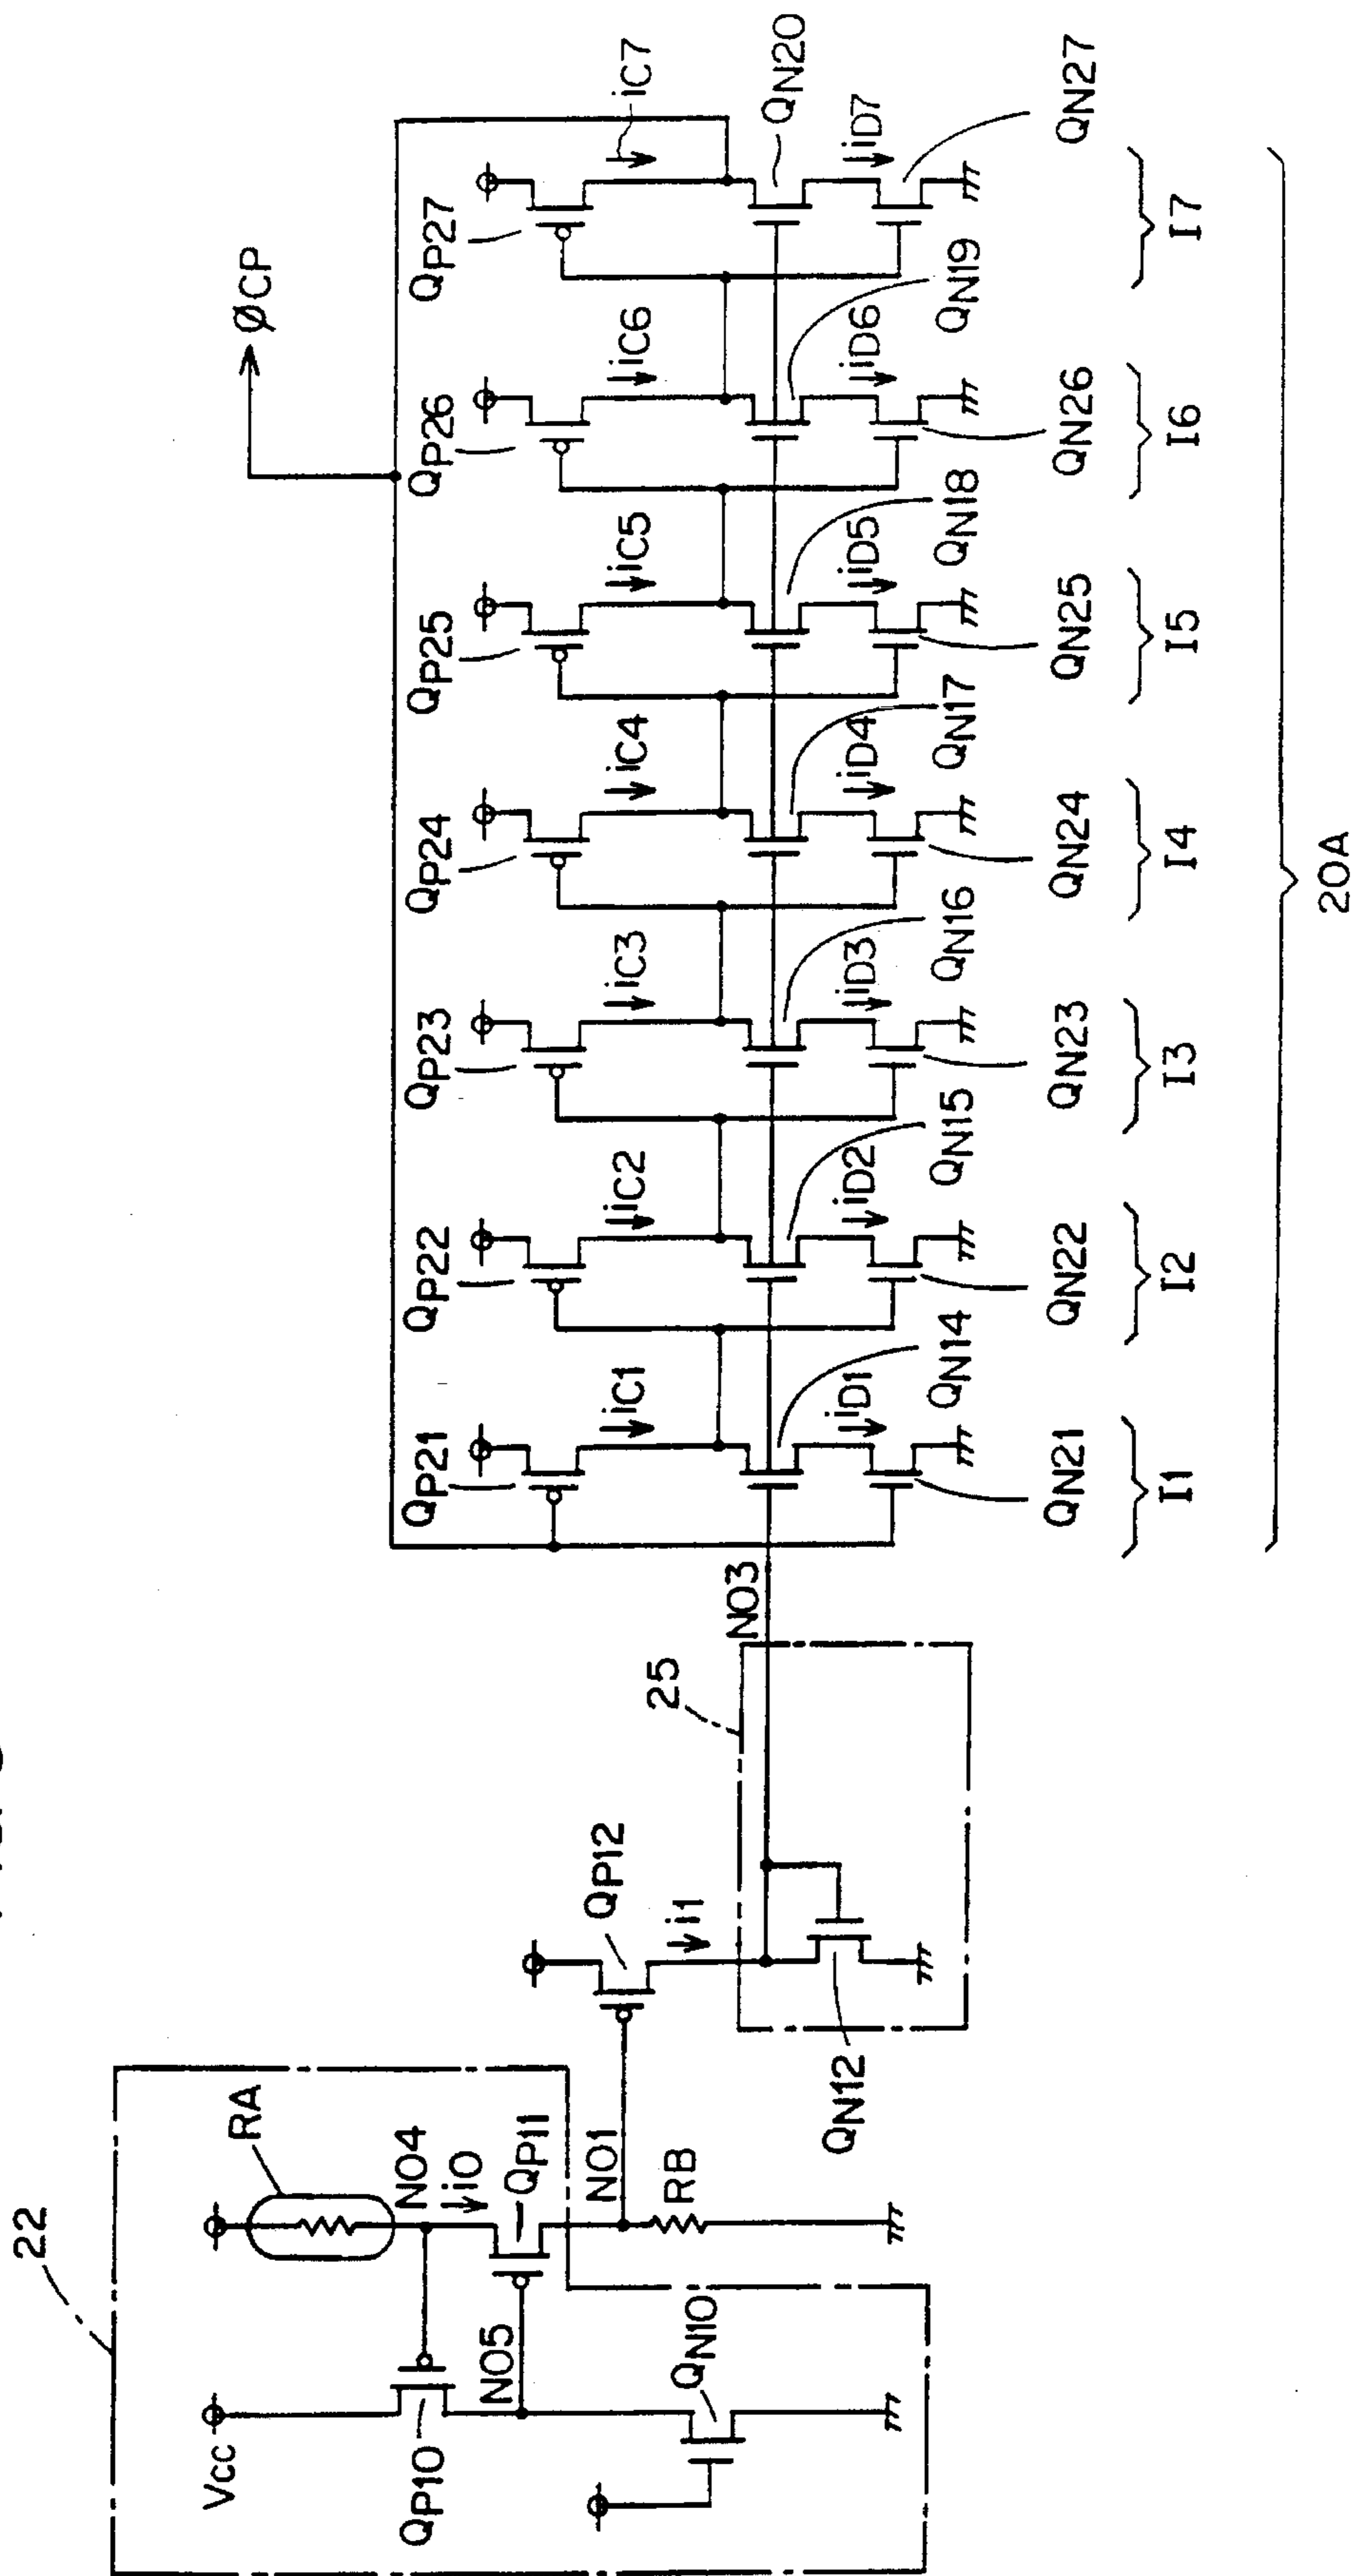 22
Vcc
QP10
NO5
QN10
RA
NO4
i0
QP11
NO1
RB
QP12
i1
QN12
25
NO3
ØCP
QP21
QP22
QP23
QP24
QP25
QP26
QP27
iC1
iC2
iC3
iC4
iC5
iC6
iC7
QN14
QN15
QN16
QN17
QN18
QN19
QN20
iD1
iD2
iD3
iD4
iD5
iD6
iD7
QN21
QN22
QN23
QN24
QN25
QN26
QN27
I1
I2
I3
I4
I5
I6
I7
20A